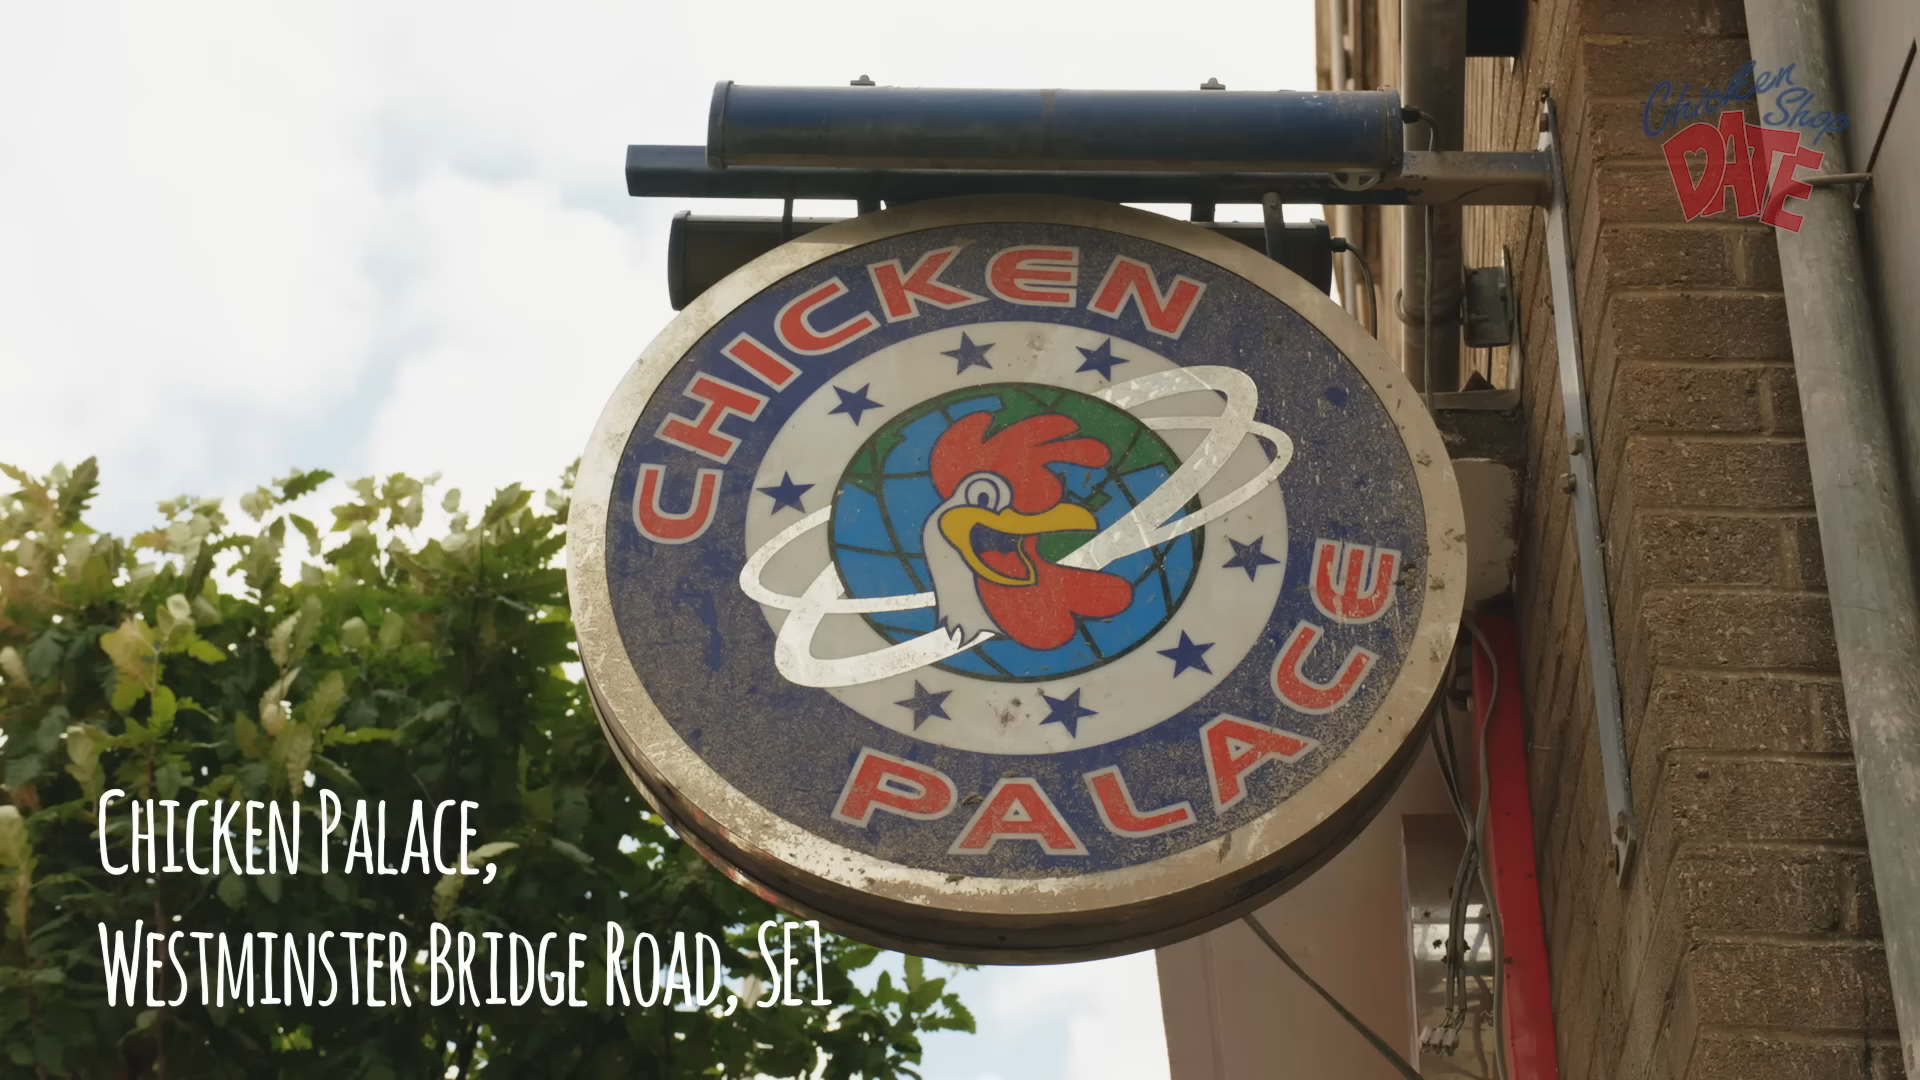 Chicken Shop
DATE
CHICKEN
PALACE
Chicken Palace,
Westminster Bridge Road, SE1